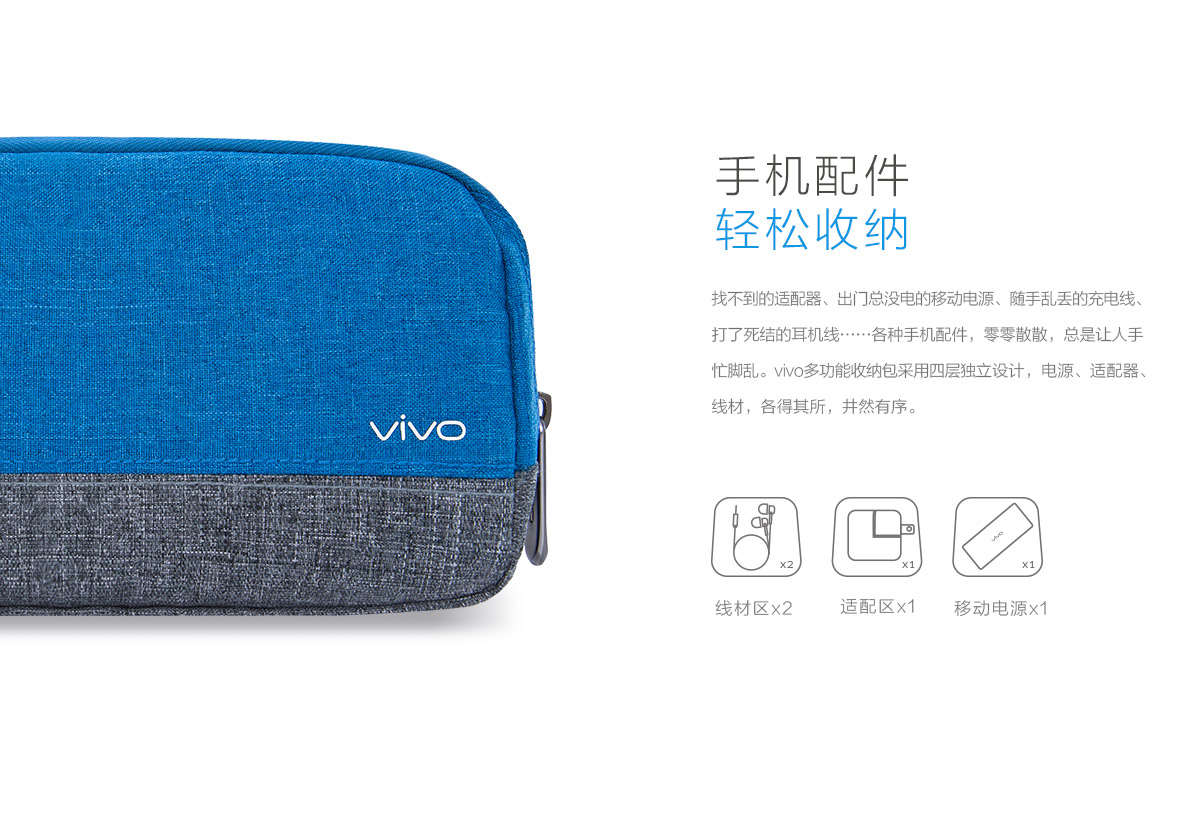 vivo
手机配件
轻松收纳
找不到的适配器、出门总没电的移动电源、随手乱丢的充电线、
打了死结的耳机线……各种手机配件，零零散散，总是让人手
忙脚乱。vivo多功能收纳包采用四层独立设计，电源、适配器、
线材，各得其所，井然有序。
x2
x1
vivo
x1
线材区x2
适配区x1
移动电源x1